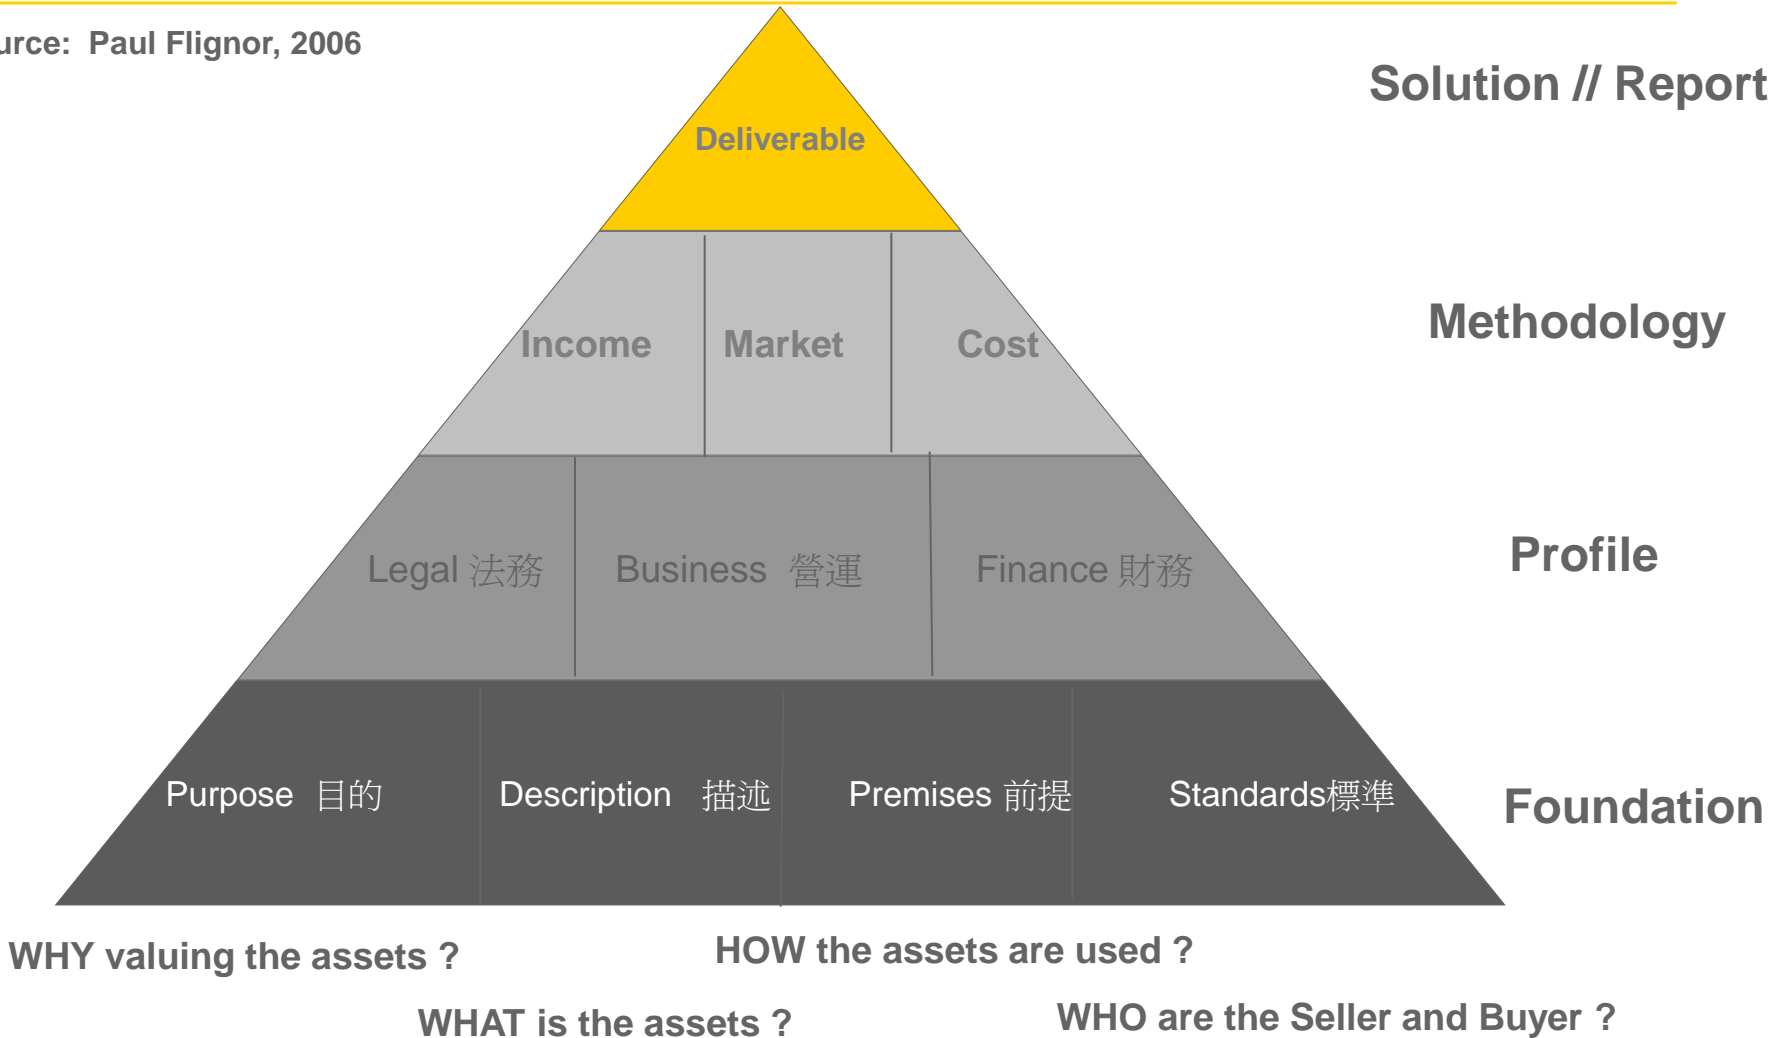 urce: Paul Flignor, 2006
Solution // Report
Deliverable
Income Market Cost
Methodology
Legal 法務 Business 營運 Finance 財務
Profile
Purpose 目的 Description 描述 Premises 前提 Standards標準
Foundation
WHY valuing the assets ?
HOW the assets are used ?
WHAT is the assets ?
WHO are the Seller and Buyer ?